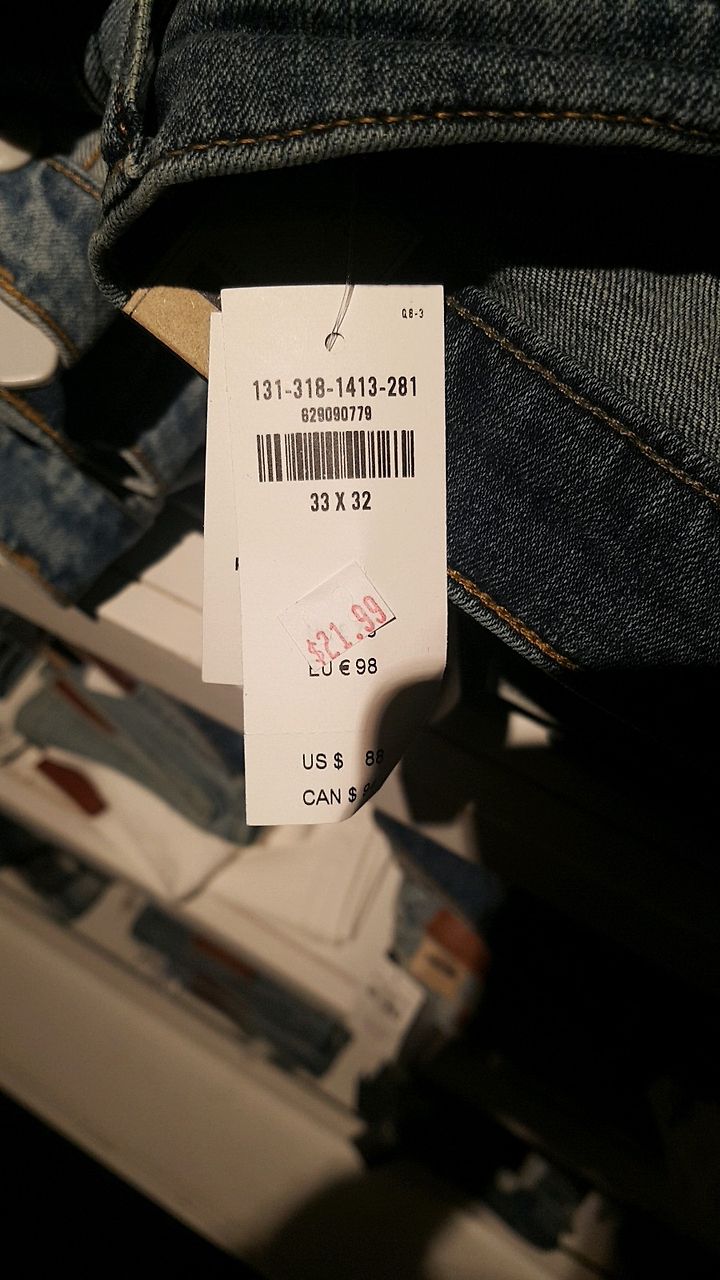 Q6-3
131-318-1413-281
629090779
33 X 32
$21.99
EU €98
US $ 88
CAN $